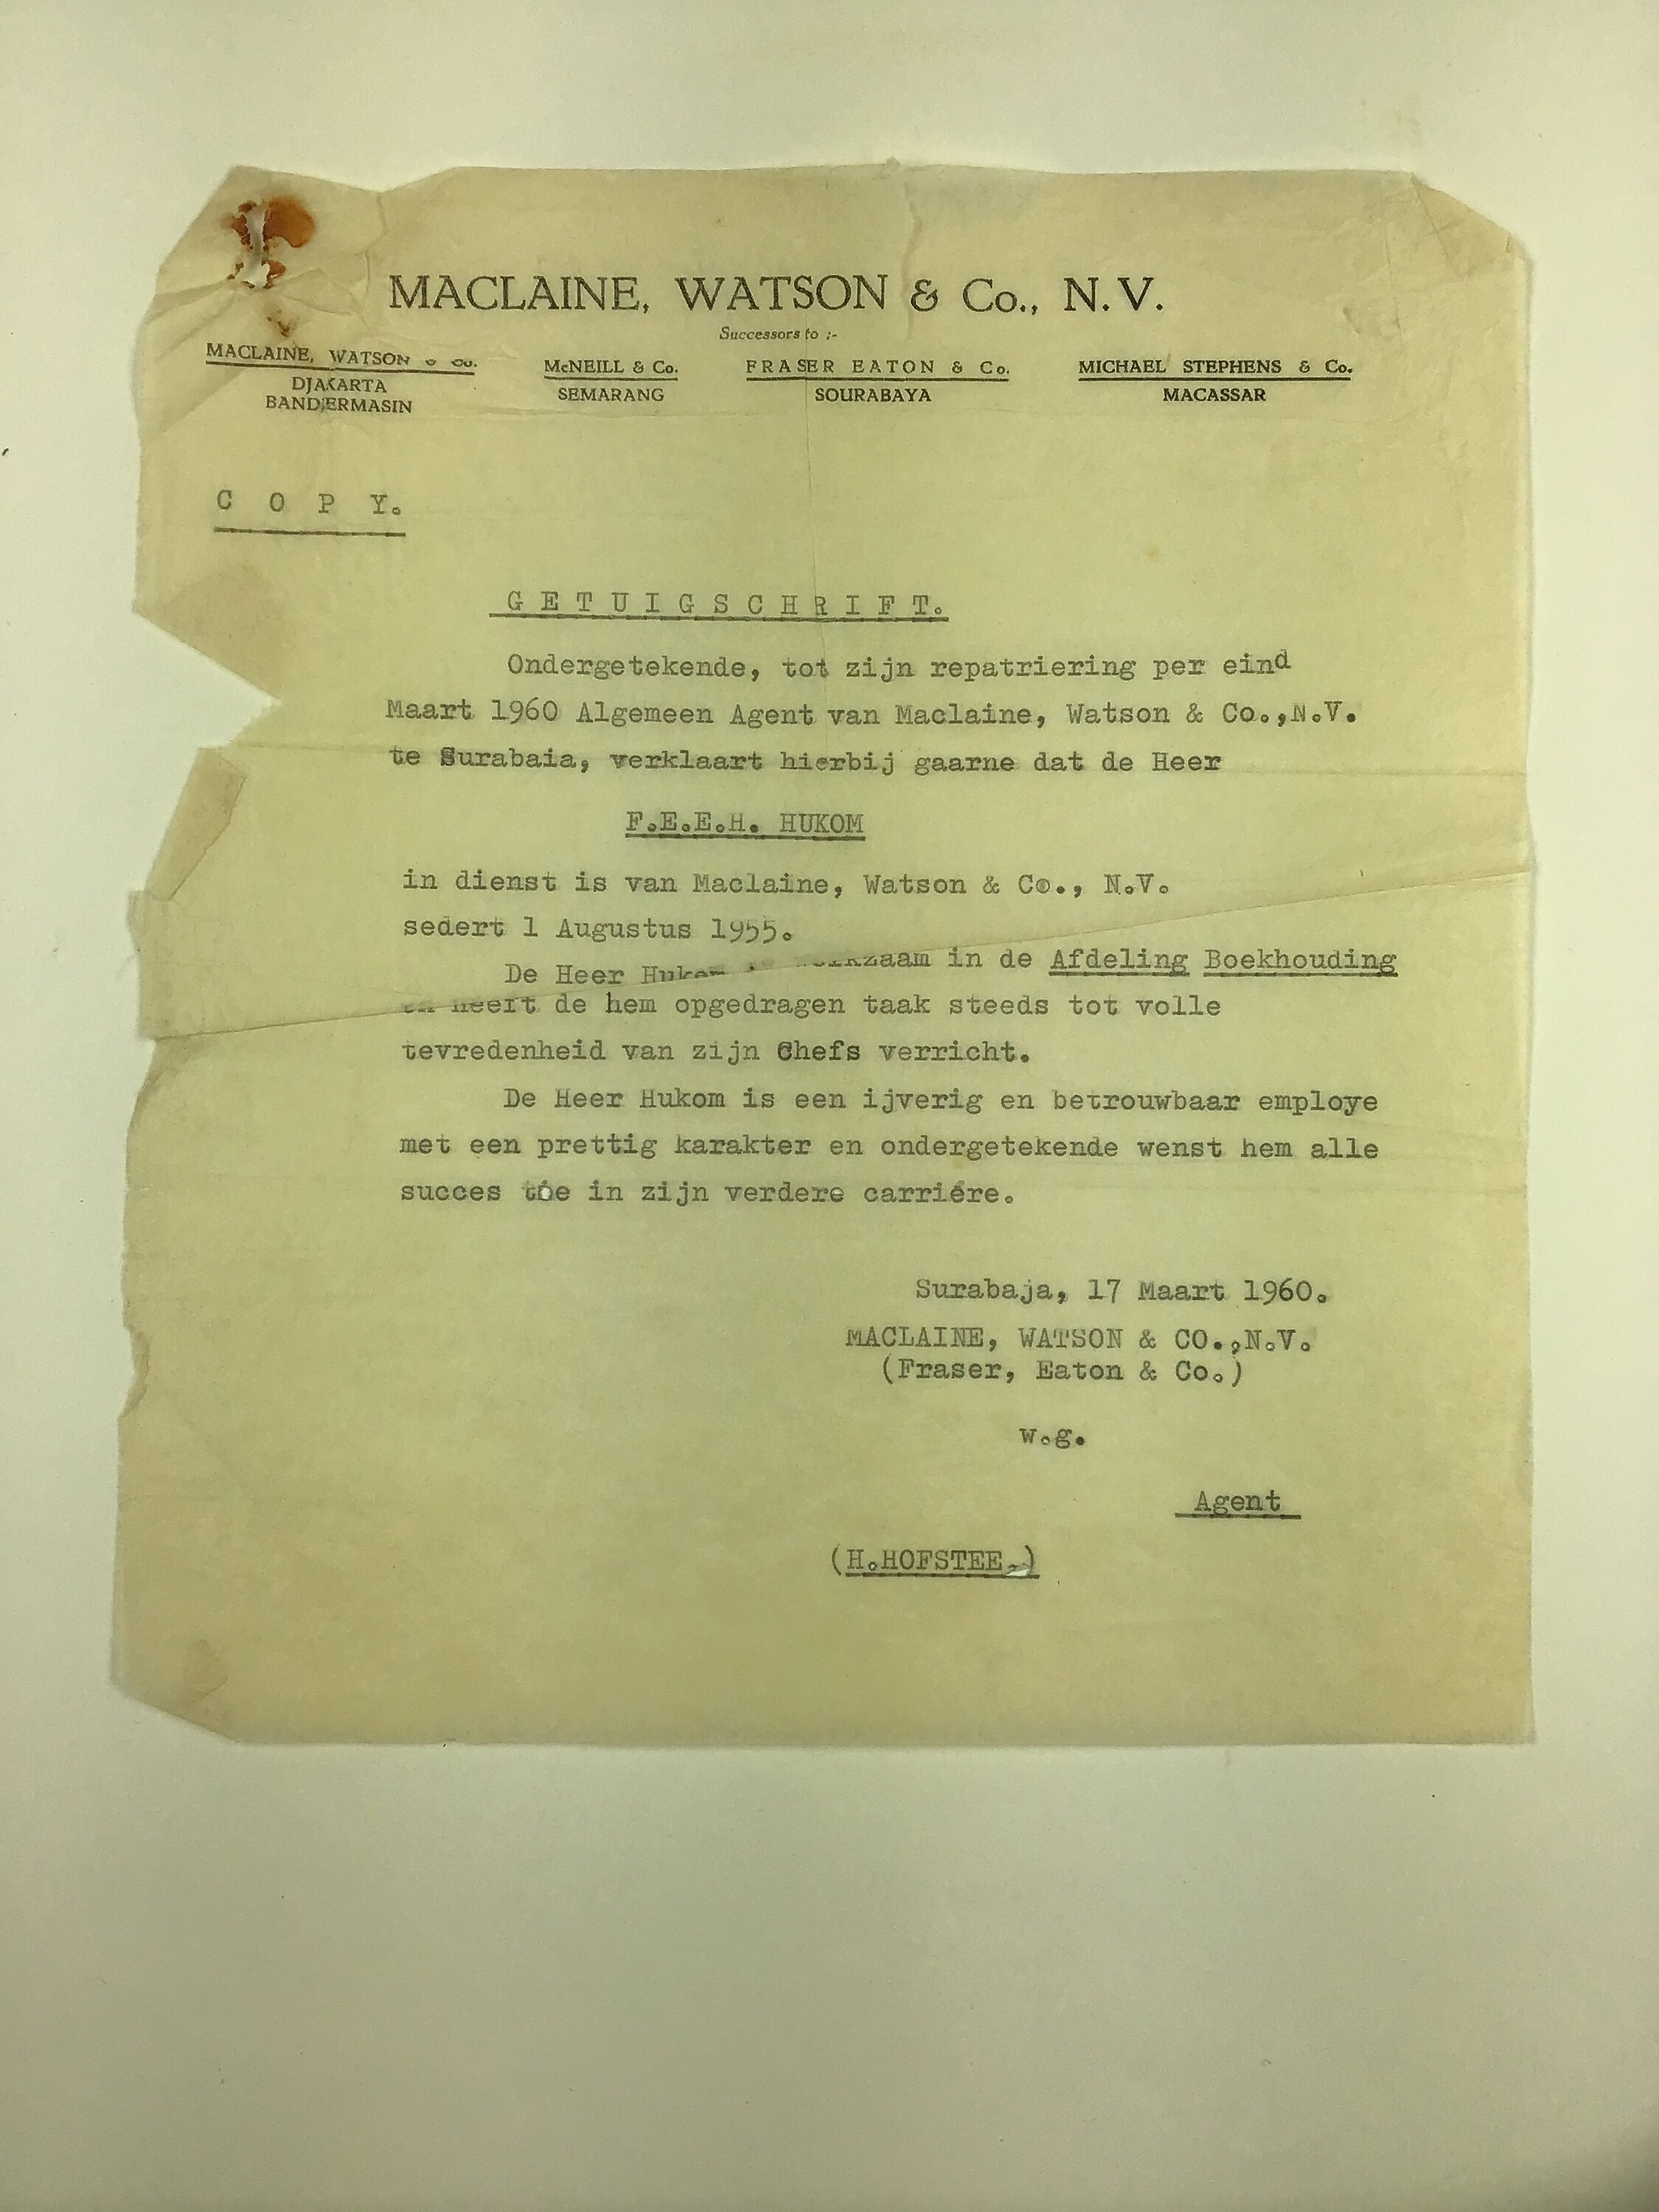 MACLAINE, WATSON & Co., N.V.
Successors to :-
MACLAINE, WATSON & Co. McNEILL & Co. FRASER EATON & Co. MICHAEL STEPHENS & Co.
DJAKARTA SEMARANG SOURABAYA MACASSAR
BANDJERMASIN
C O P Y.
G E T U I G S C H R I F T.
Ondergetekende, tot zijn repatriering per eind
Maart 1960 Algemeen Agent van Maclaine, Watson & Co.,N.V.
te Surabaia, verklaart hierbij gaarne dat de Heer
F.E.E.H. HUKOM
in dienst is van Maclaine, Watson & Co., N.V.
sedert 1 Augustus 1955.
De Heer Hukom werkzaam in de Afdeling Boekhouding
en heeft de hem opgedragen taak steeds tot volle
tevredenheid van zijn Chefs verricht.
De Heer Hukom is een ijverig en betrouwbaar employe
met een prettig karakter en ondergetekende wenst hem alle
succes toe in zijn verdere carriére.
Surabaja, 17 Maart 1960.
MACLAINE, WATSON & CO.,N.V.
(Fraser, Eaton & Co.)
w.g.
Agent
(H.HOFSTEE.)